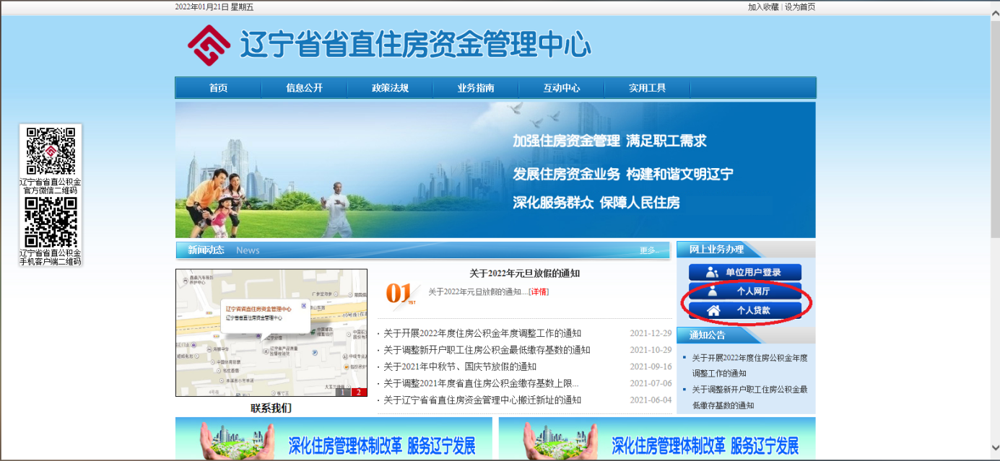 2022年01月21日 星期五
加入收藏 | 设为首页
辽宁省省直住房资金管理中心
首页 信息公开 政策法规 业务指南 互动中心 实用工具
加强住房资金管理 满足职工需求
发展住房资金业务 构建和谐文明辽宁
深化服务群众 保障人民住房
辽宁省省直公积金
官方微信二维码
辽宁省省直公积金
手机客户端二维码
新闻动态 News
更多..
辽宁省省直住房资金管理中心
辽宁省省直住房资金管理中心
1 2
联系我们
关于2022年元旦放假的通知
01
1ST
关于2022年元旦放假的通知....[详情]
· 关于开展2022年度住房公积金年度调整工作的通知 2021-12-29
· 关于调整新开户职工住房公积金最低缴存基数的通知 2021-10-29
· 关于2021年中秋节、国庆节放假的通知 2021-09-16
· 关于调整2021年度省直住房公积金缴存基数上限... 2021-07-06
· 关于辽宁省省直住房资金管理中心搬迁新址的通知 2021-06-04
网上业务办理
单位用户登录
个人网厅
个人贷款
通知公告
关于开展2022年度住房公积金年度
调整工作的通知
关于调整新开户职工住房公积金最
低缴存基数的通知
深化住房管理体制改革 服务辽宁发展
深化住房管理体制改革 服务辽宁发展